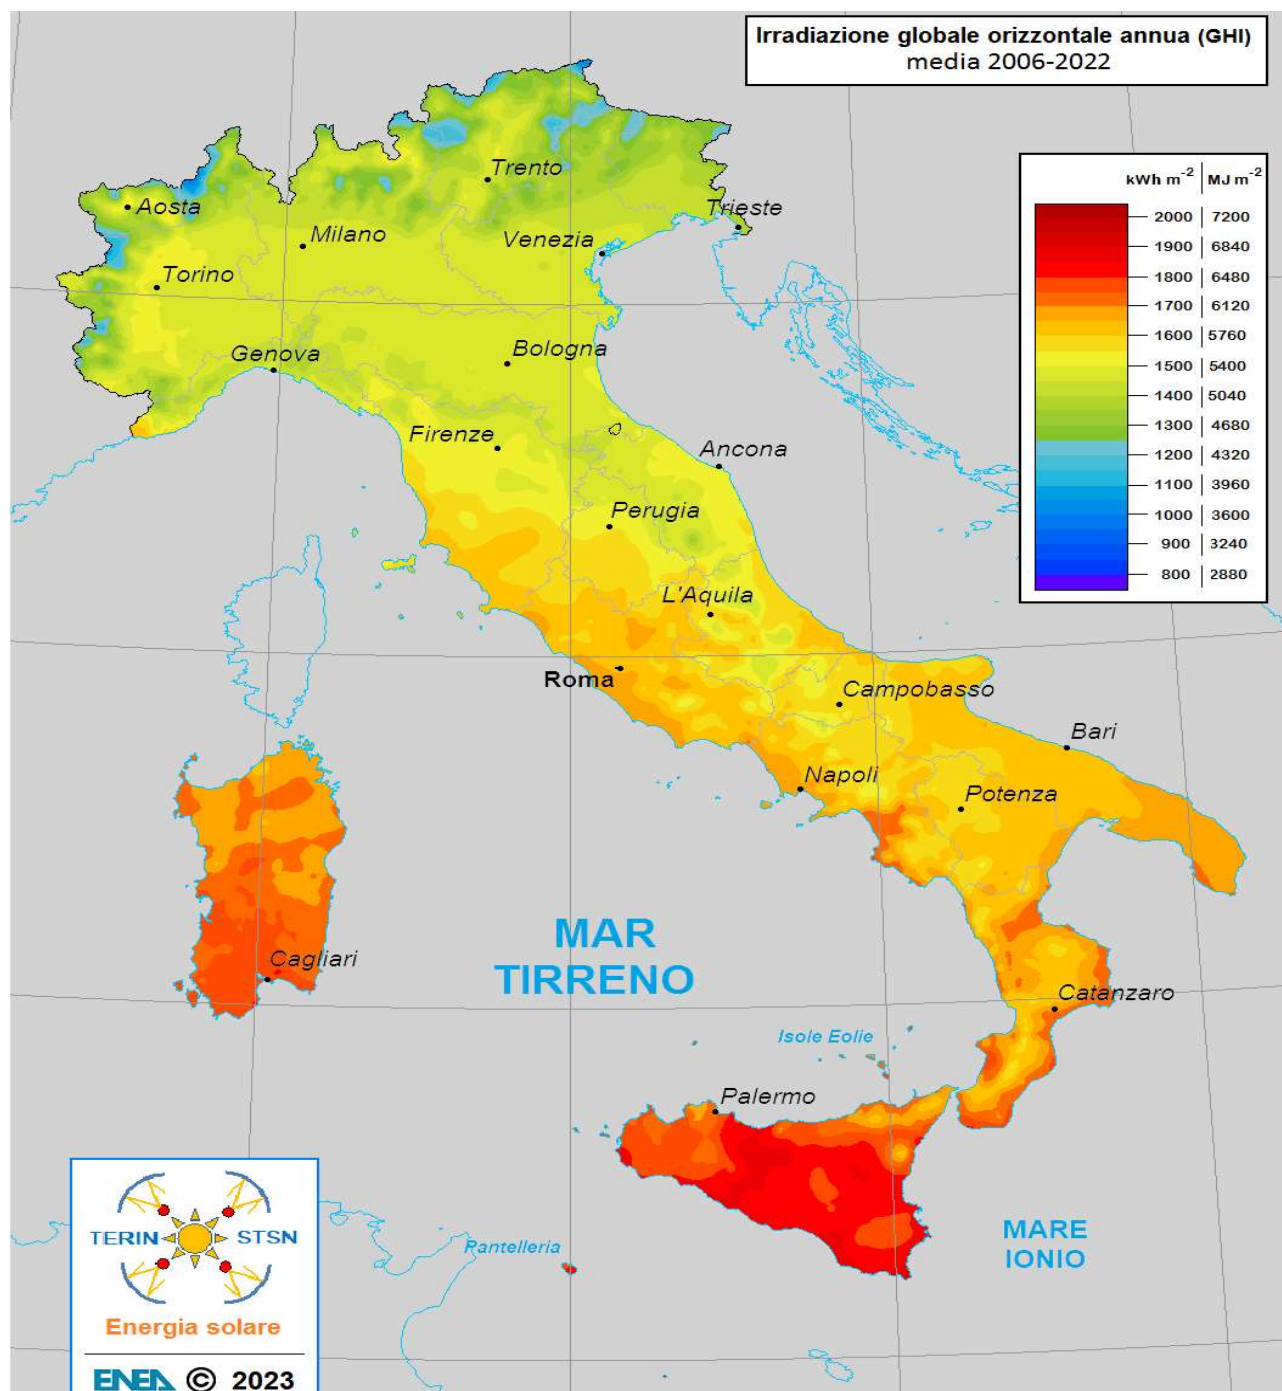 Irradiazione globale orizzontale annua (GHI)
media 2006-2022
kWh m-2 MJ m-2
2000 7200
1900 6840
1800 6480
1700 6120
1600 5760
1500 5400
1400 5040
1300 4680
1200 4320
1100 3960
1000 3600
900 3240
800 2880
Trento
Aosta
Trieste
Milano
Venezia
Torino
Genova
Bologna
Firenze
Ancona
Perugia
L'Aquila
Roma
Campobasso
Bari
Napoli
Potenza
MAR
TIRRENO
Cagliari
Catanzaro
Isole Eolie
Palermo
MARE
IONIO
Pantelleria
TERIN STSN
Energia solare
ENEA © 2023